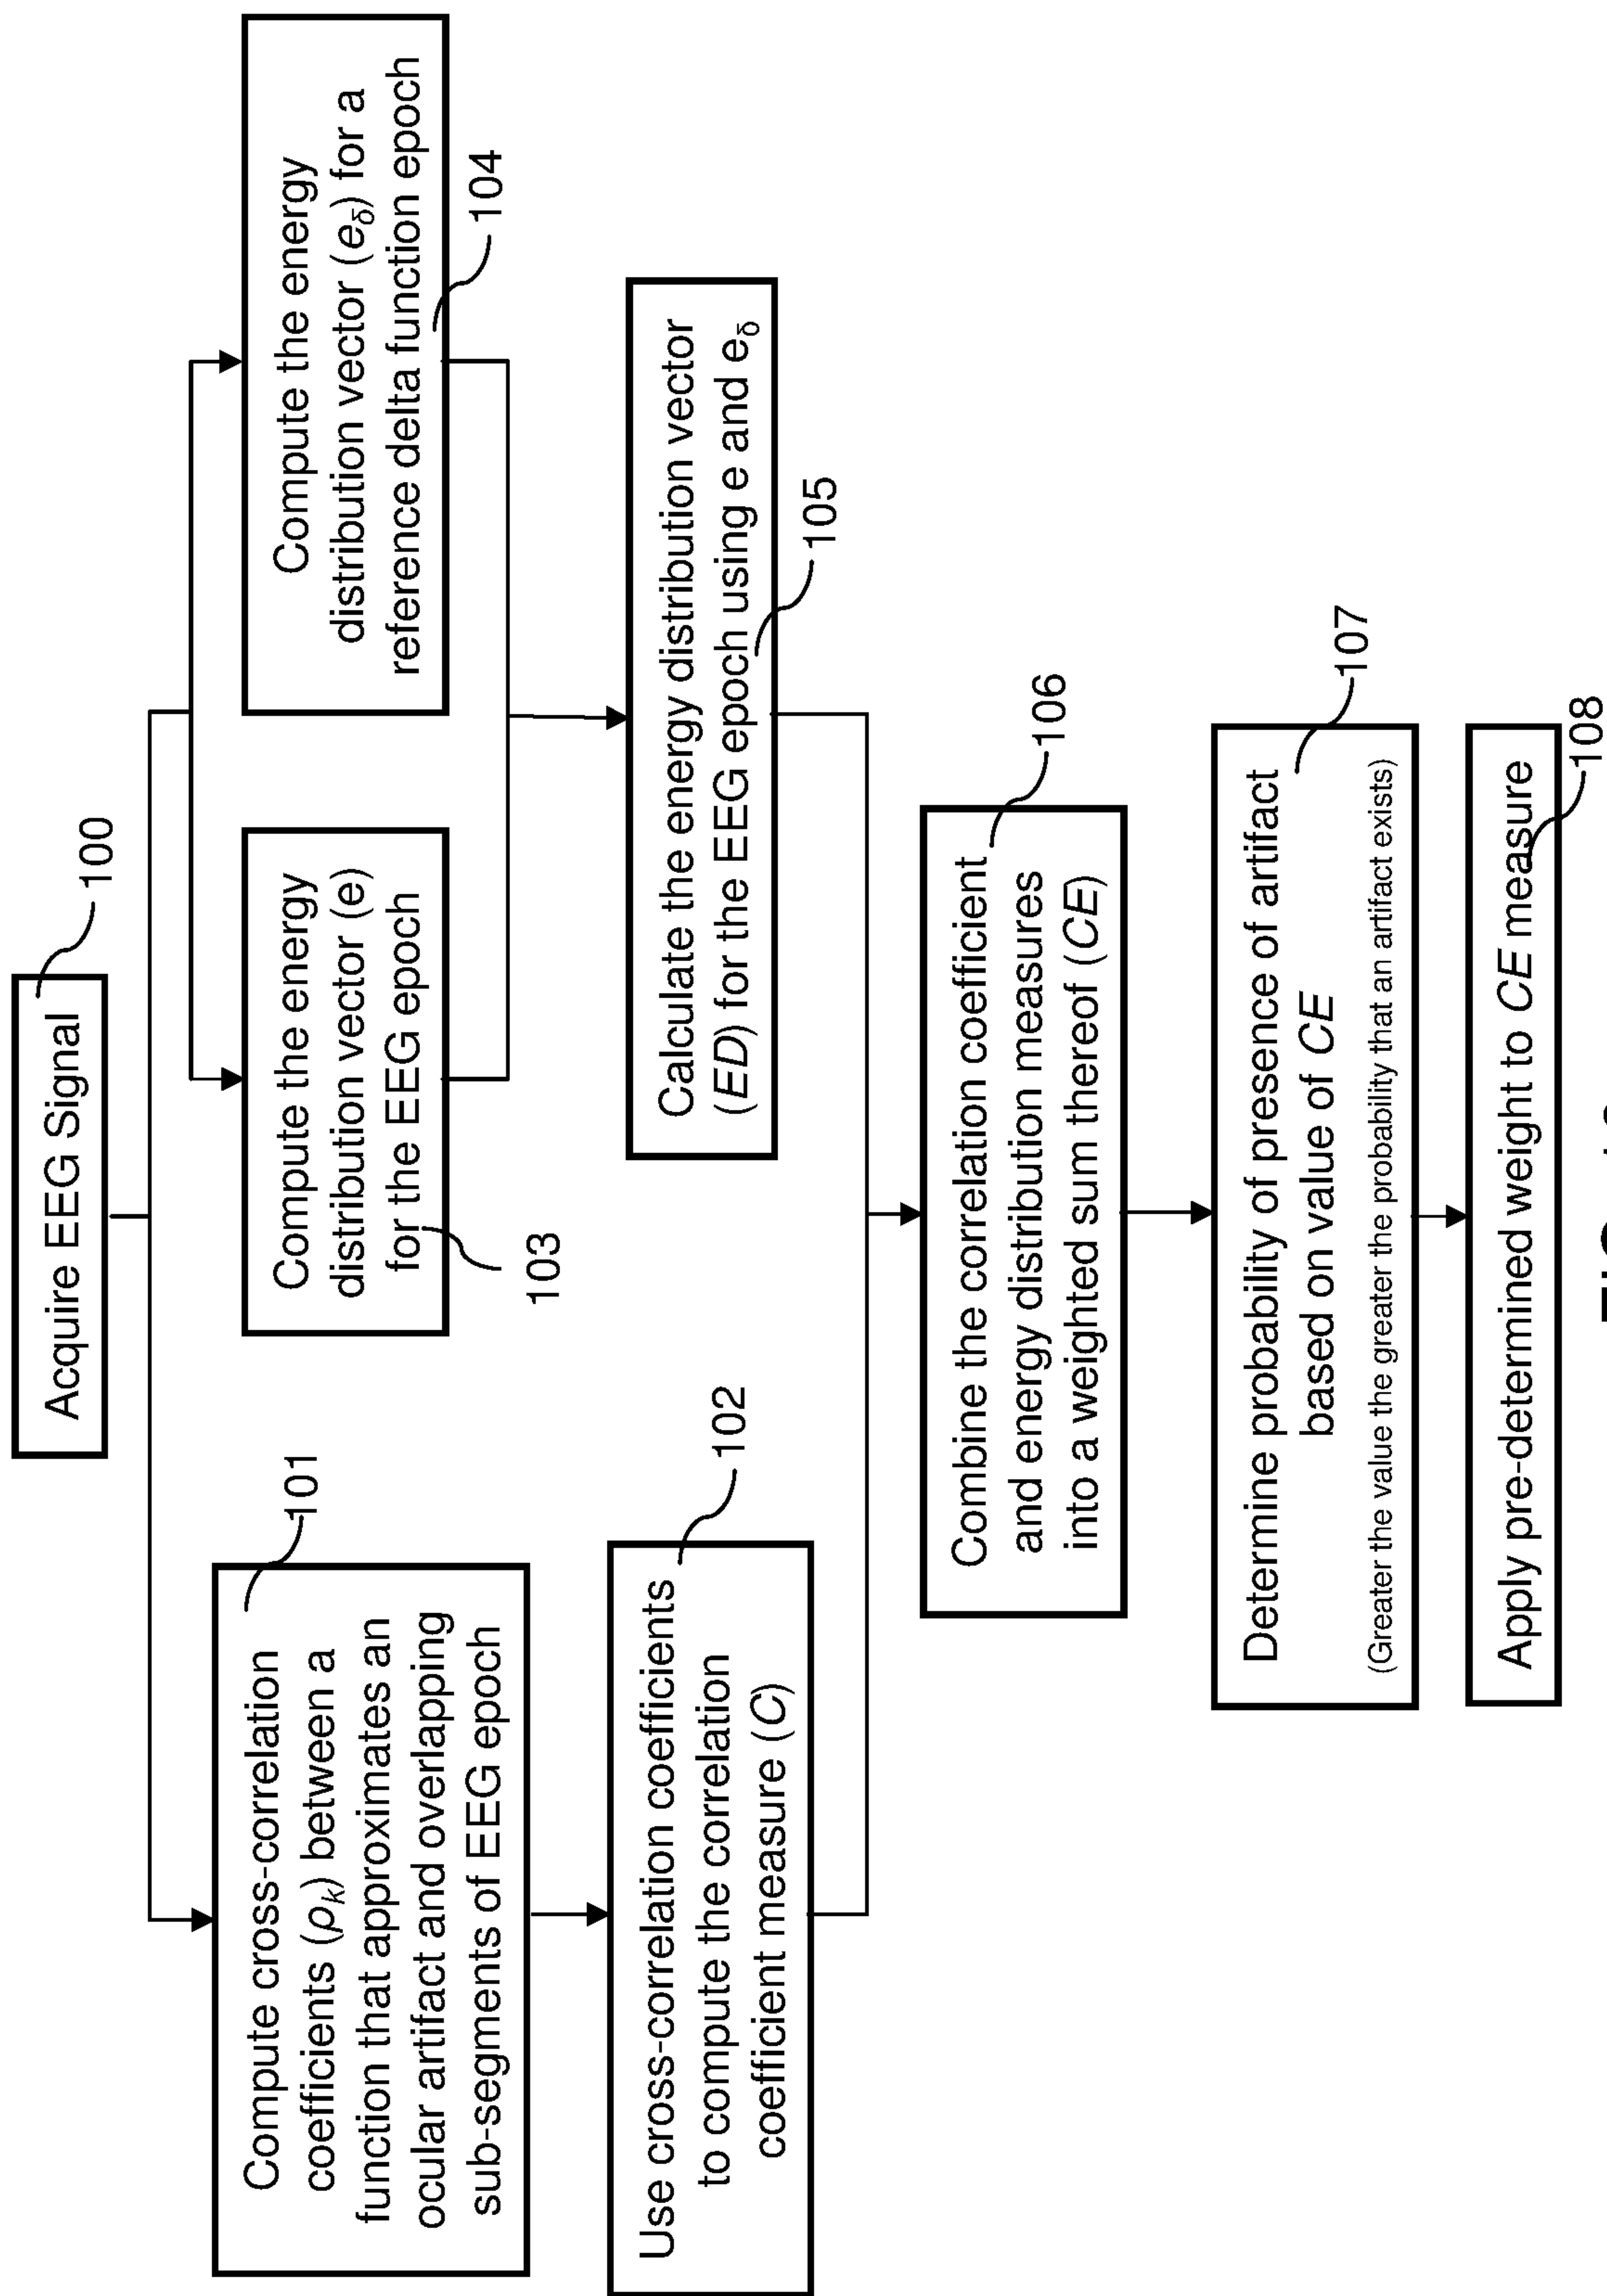 Acquire EEG Signal
100
Compute cross-correlation
coefficients (ρk) between a
function that approximates an
ocular artifact and overlapping
sub-segments of EEG epoch
101
Use cross-correlation coefficients
to compute the correlation
coefficient measure (C)
102
Compute the energy
distribution vector (e)
for the EEG epoch
103
Compute the energy
distribution vector (eδ) for a
reference delta function epoch
104
Calculate the energy distribution vector
(ED) for the EEG epoch using e and eδ
105
Combine the correlation coefficient
and energy distribution measures
into a weighted sum thereof (CE)
106
Determine probability of presence of artifact
based on value of CE
(Greater the value the greater the probability that an artifact exists)
107
Apply pre-determined weight to CE measure
108